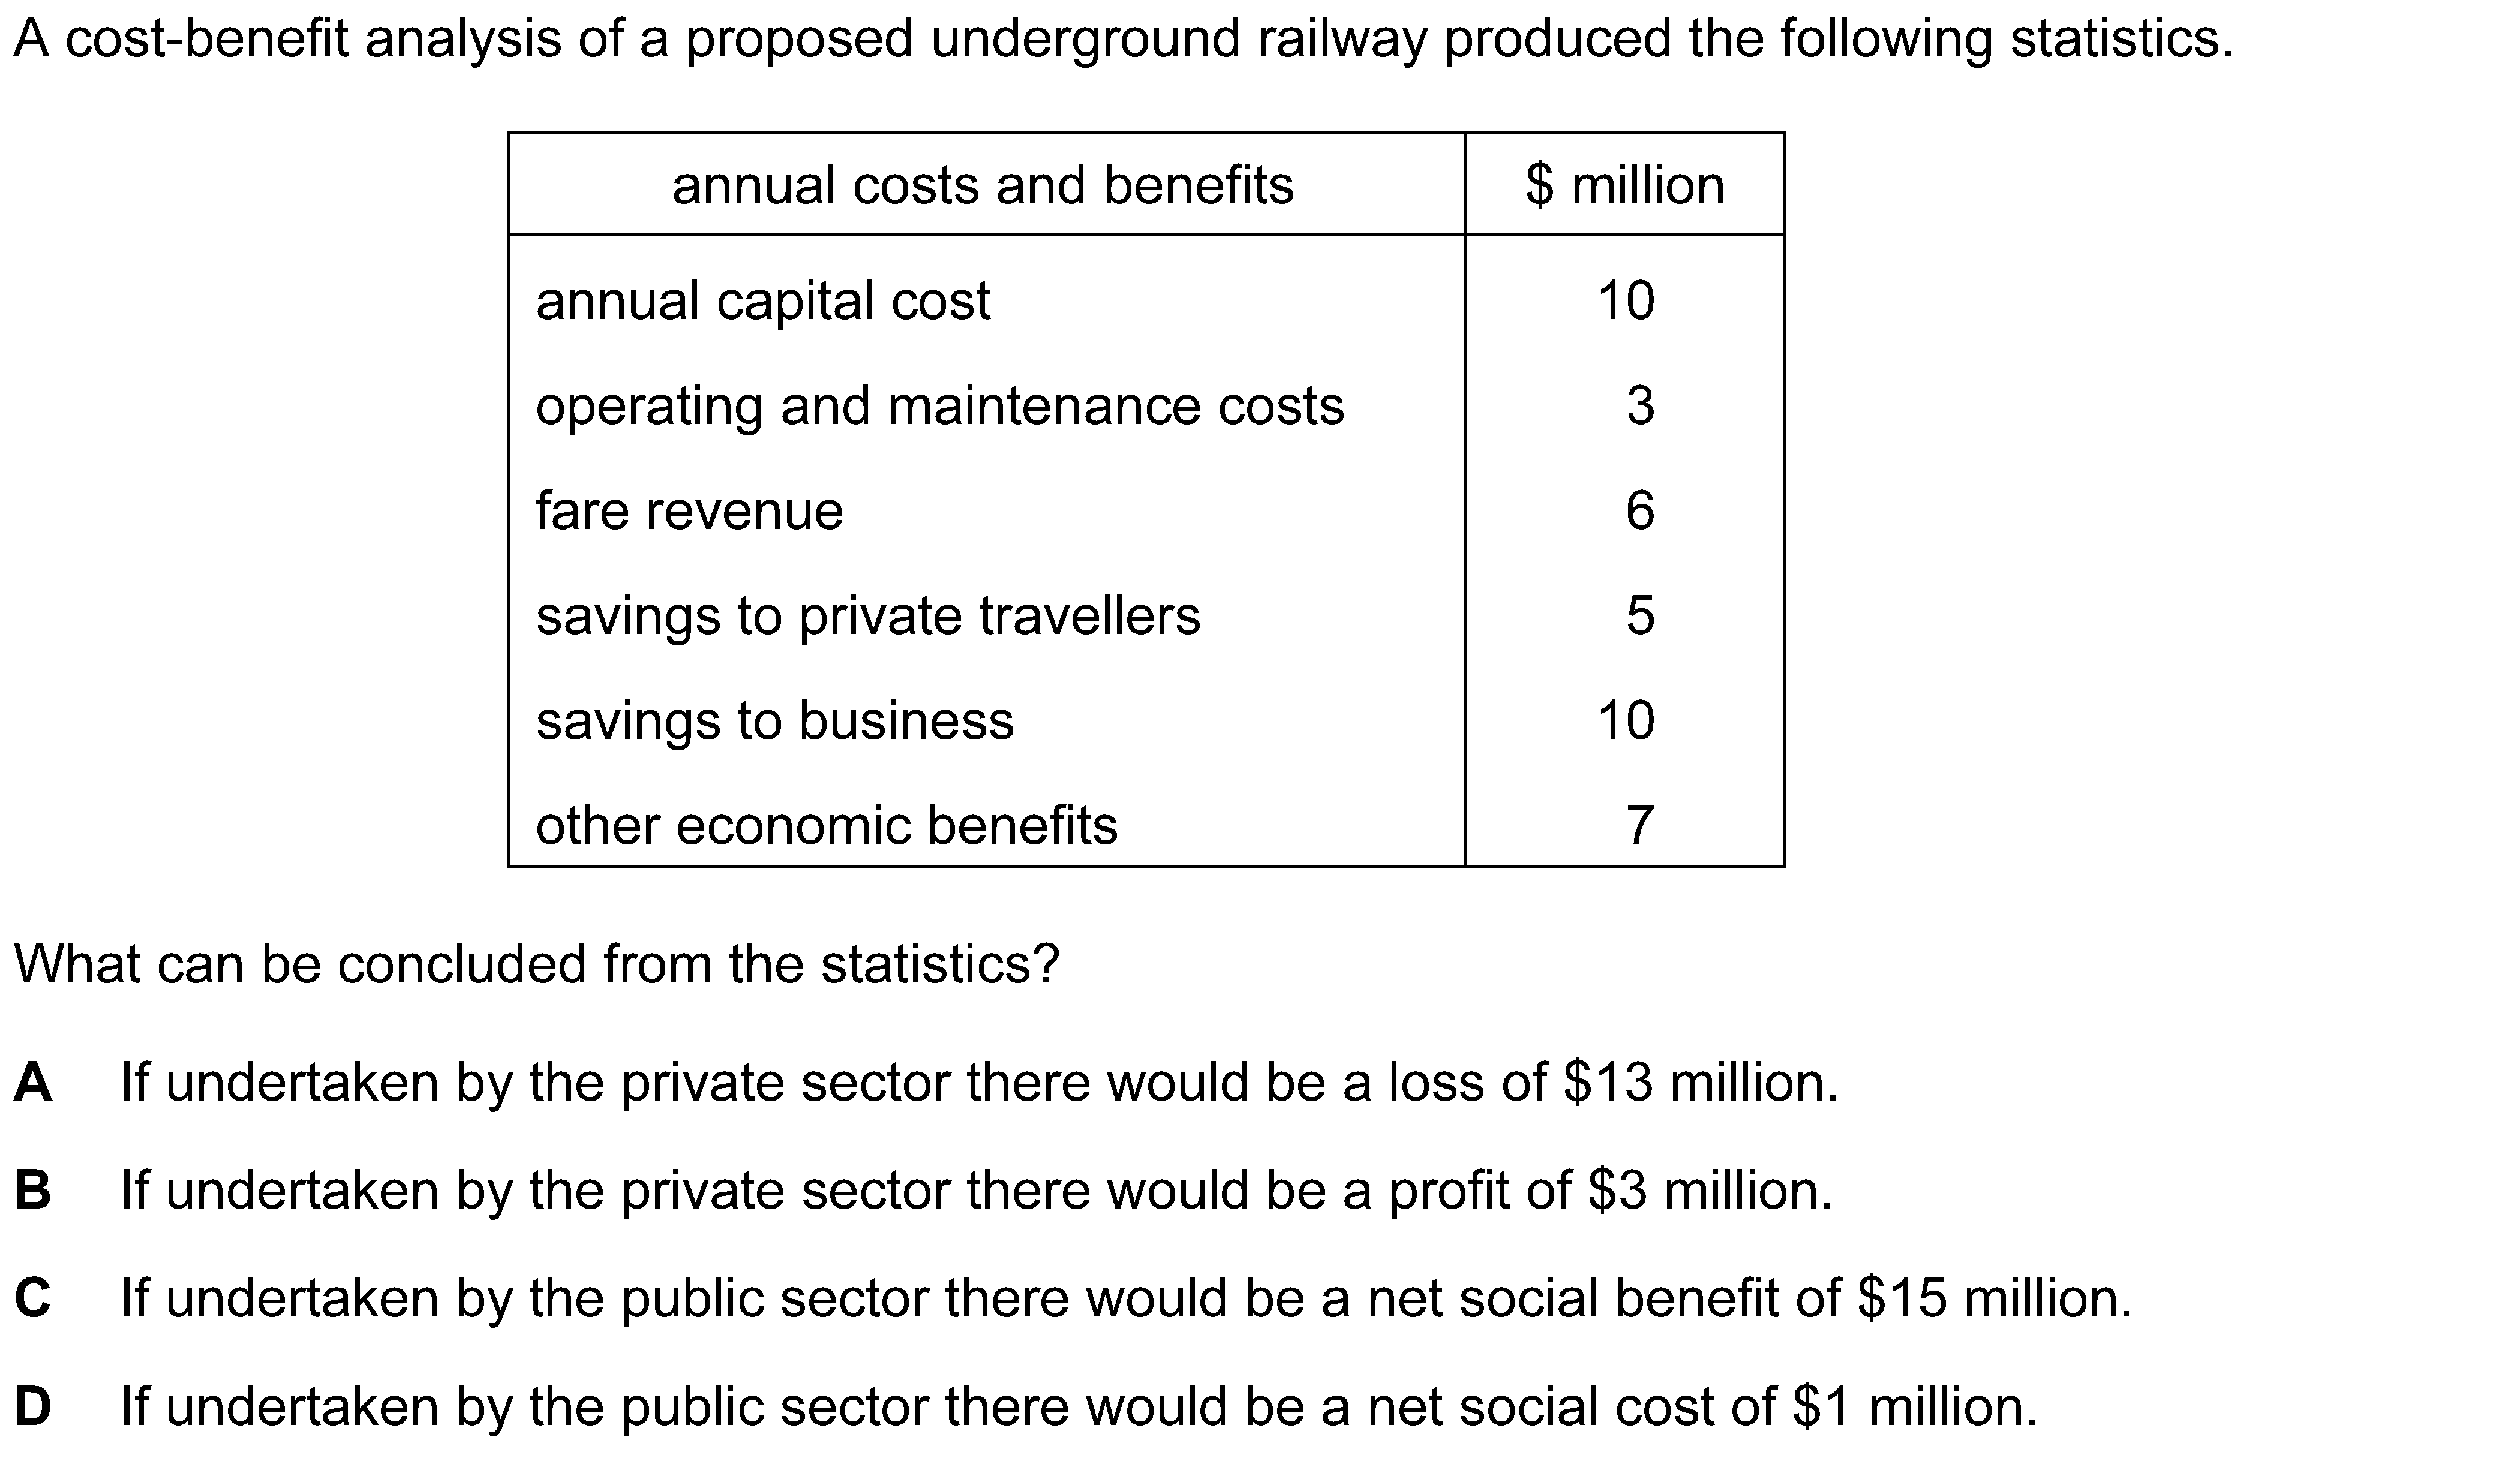 A cost-benefit analysis of a proposed underground railway produced the following statistics.
annual costs and benefits $ million
annual capital cost 10
operating and maintenance costs 3
fare revenue 6
savings to private travellers 5
savings to business 10
other economic benefits 7
What can be concluded from the statistics?
A If undertaken by the private sector there would be a loss of $13 million.
B If undertaken by the private sector there would be a profit of $3 million.
C If undertaken by the public sector there would be a net social benefit of $15 million.
D If undertaken by the public sector there would be a net social cost of $1 million.